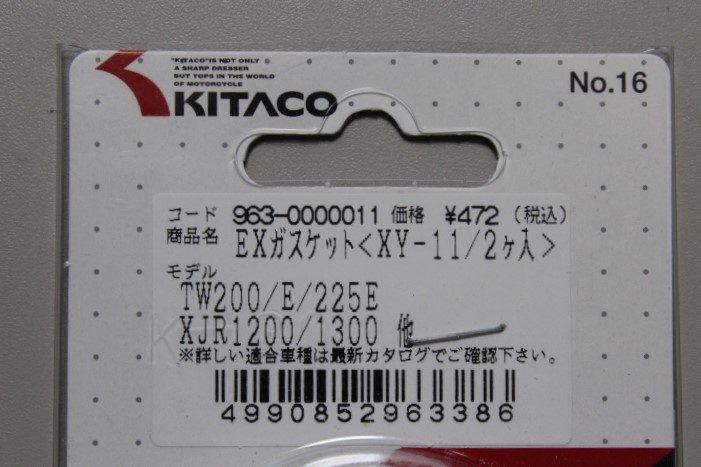 "KITACO" IS NOT ONLY
A SHARP DRESSER
BUT TOPS IN THE WORLD
OF MOTORCYCLE
KITACO
No.16
コード 963-0000011 価格 ¥472 (税込)
商品名 EXガスケット<XY-11/2ヶ入>
モデル
TW200/E/225E
XJR1200/1300 他
※詳しい適合車種は最新カタログでご確認下さい。
4990852963386